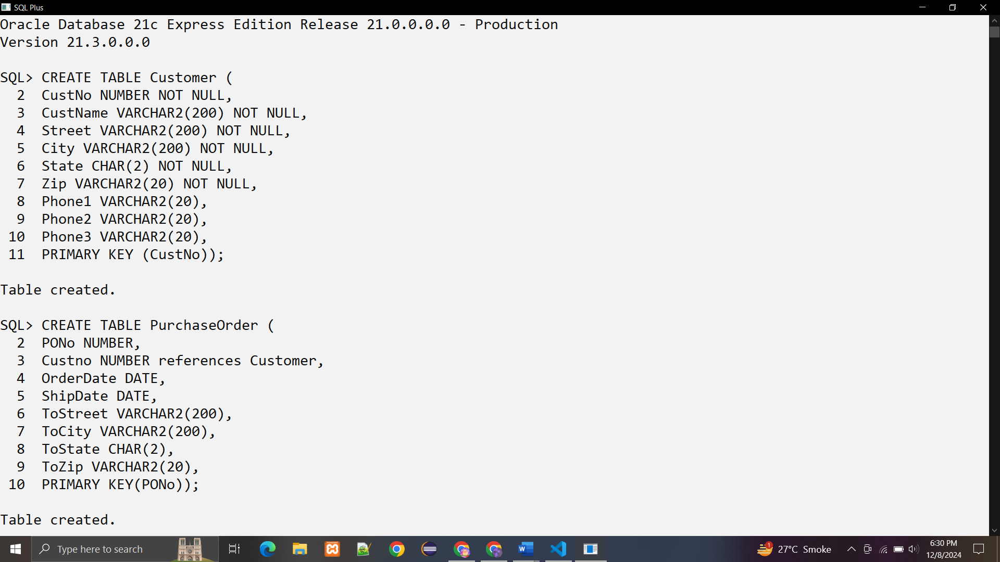 SQL Plus
Oracle Database 21c Express Edition Release 21.0.0.0.0 - Production
Version 21.3.0.0.0
SQL> CREATE TABLE Customer (
2 CustNo NUMBER NOT NULL,
3 CustName VARCHAR2(200) NOT NULL,
4 Street VARCHAR2(200) NOT NULL,
5 City VARCHAR2(200) NOT NULL,
6 State CHAR(2) NOT NULL,
7 Zip VARCHAR2(20) NOT NULL,
8 Phone1 VARCHAR2(20),
9 Phone2 VARCHAR2(20),
10 Phone3 VARCHAR2(20),
11 PRIMARY KEY (CustNo));
Table created.
SQL> CREATE TABLE PurchaseOrder (
2 PONo NUMBER,
3 Custno NUMBER references Customer,
4 OrderDate DATE,
5 ShipDate DATE,
6 ToStreet VARCHAR2(200),
7 ToCity VARCHAR2(200),
8 ToState CHAR(2),
9 ToZip VARCHAR2(20),
10 PRIMARY KEY(PONo));
Table created.
Type here to search
1
27°C Smoke
6:30 PM
12/8/2024